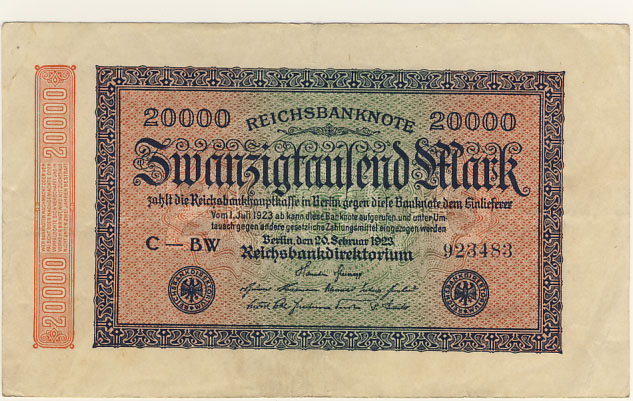 20000 REICHSBANKNOTE 20000
Zwanzigtausend Mark
zahlt die Reichsbankhauptkasse in Berlin gegen diese Banknote dem Einlieferer
Vom 1. Juli 1923 ab kann diese Banknote aufgerufen und unter Um-
tausch gegen andere gesetzliche Zahlungsmittel eingezogen werden
Berlin, den 20. Februar 1923
C — BW Reichsbankdirektorium 923483
20000
20000